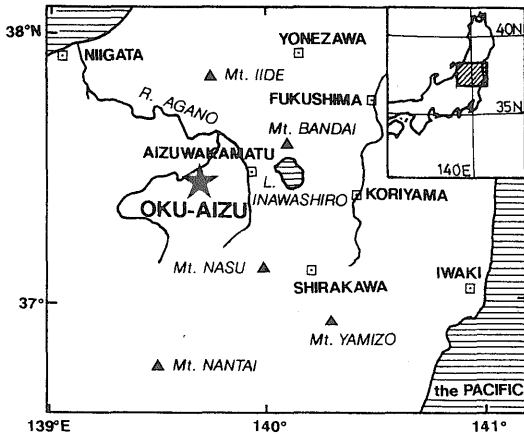 38°N
NIIGATA
YONEZAWA
Mt. IIDE
40N
R. AGANO
FUKUSHIMA
Mt. BANDAI
35N
AIZUWAKAMATU
140E
L.
INAWASHIRO
KORIYAMA
OKU-AIZU
Mt. NASU
SHIRAKAWA
IWAKI
37°
Mt. YAMIZO
Mt. NANTAI
the PACIFIC
139°E
140°
141°